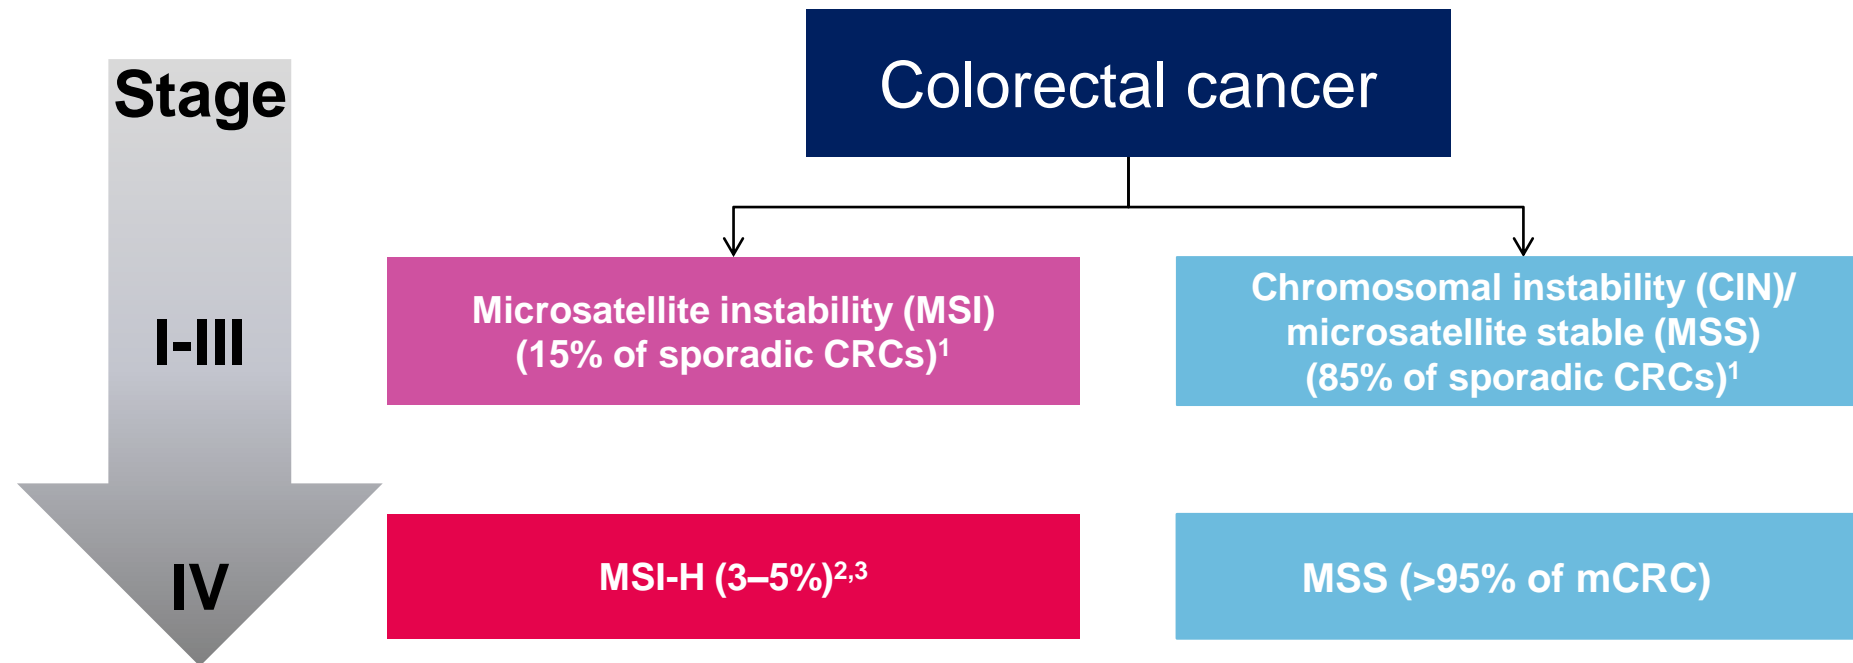 Stage
Colorectal cancer
I-III
Microsatellite instability (MSI)
(15% of sporadic CRCs)¹
Chromosomal instability (CIN)/
microsatellite stable (MSS)
(85% of sporadic CRCs)¹
IV
MSI-H (3–5%)²,³
MSS (>95% of mCRC)